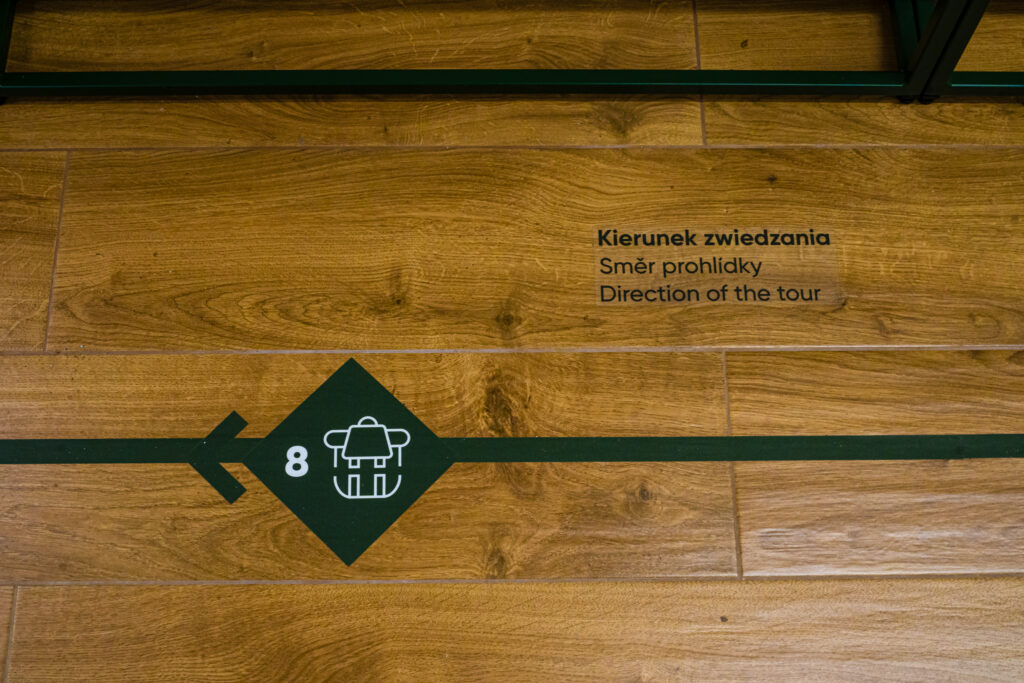 Kierunek zwiedzania
Směr prohlídky
Direction of the tour
8